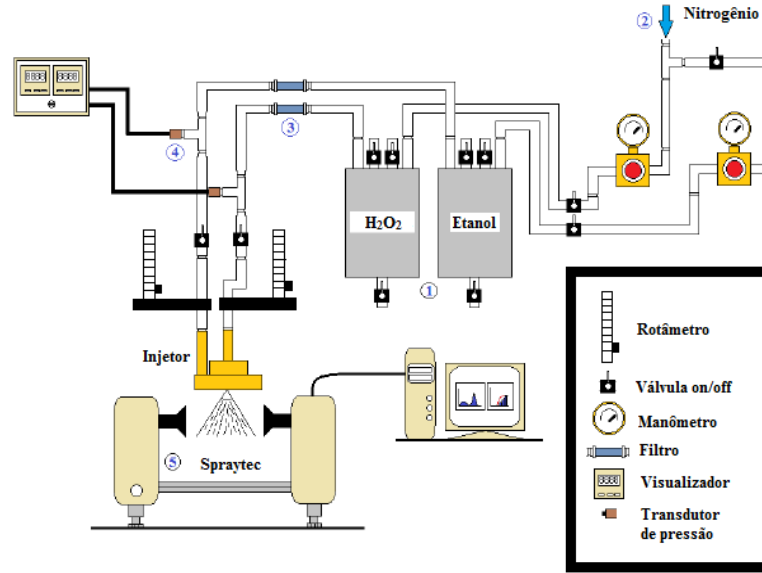 Nitrogênio
2
3
4
H2O2
Etanol
1
Injetor
5
Spraytec
Rotâmetro
Válvula on/off
Manômetro
Filtro
Visualizador
Transdutor
de pressão